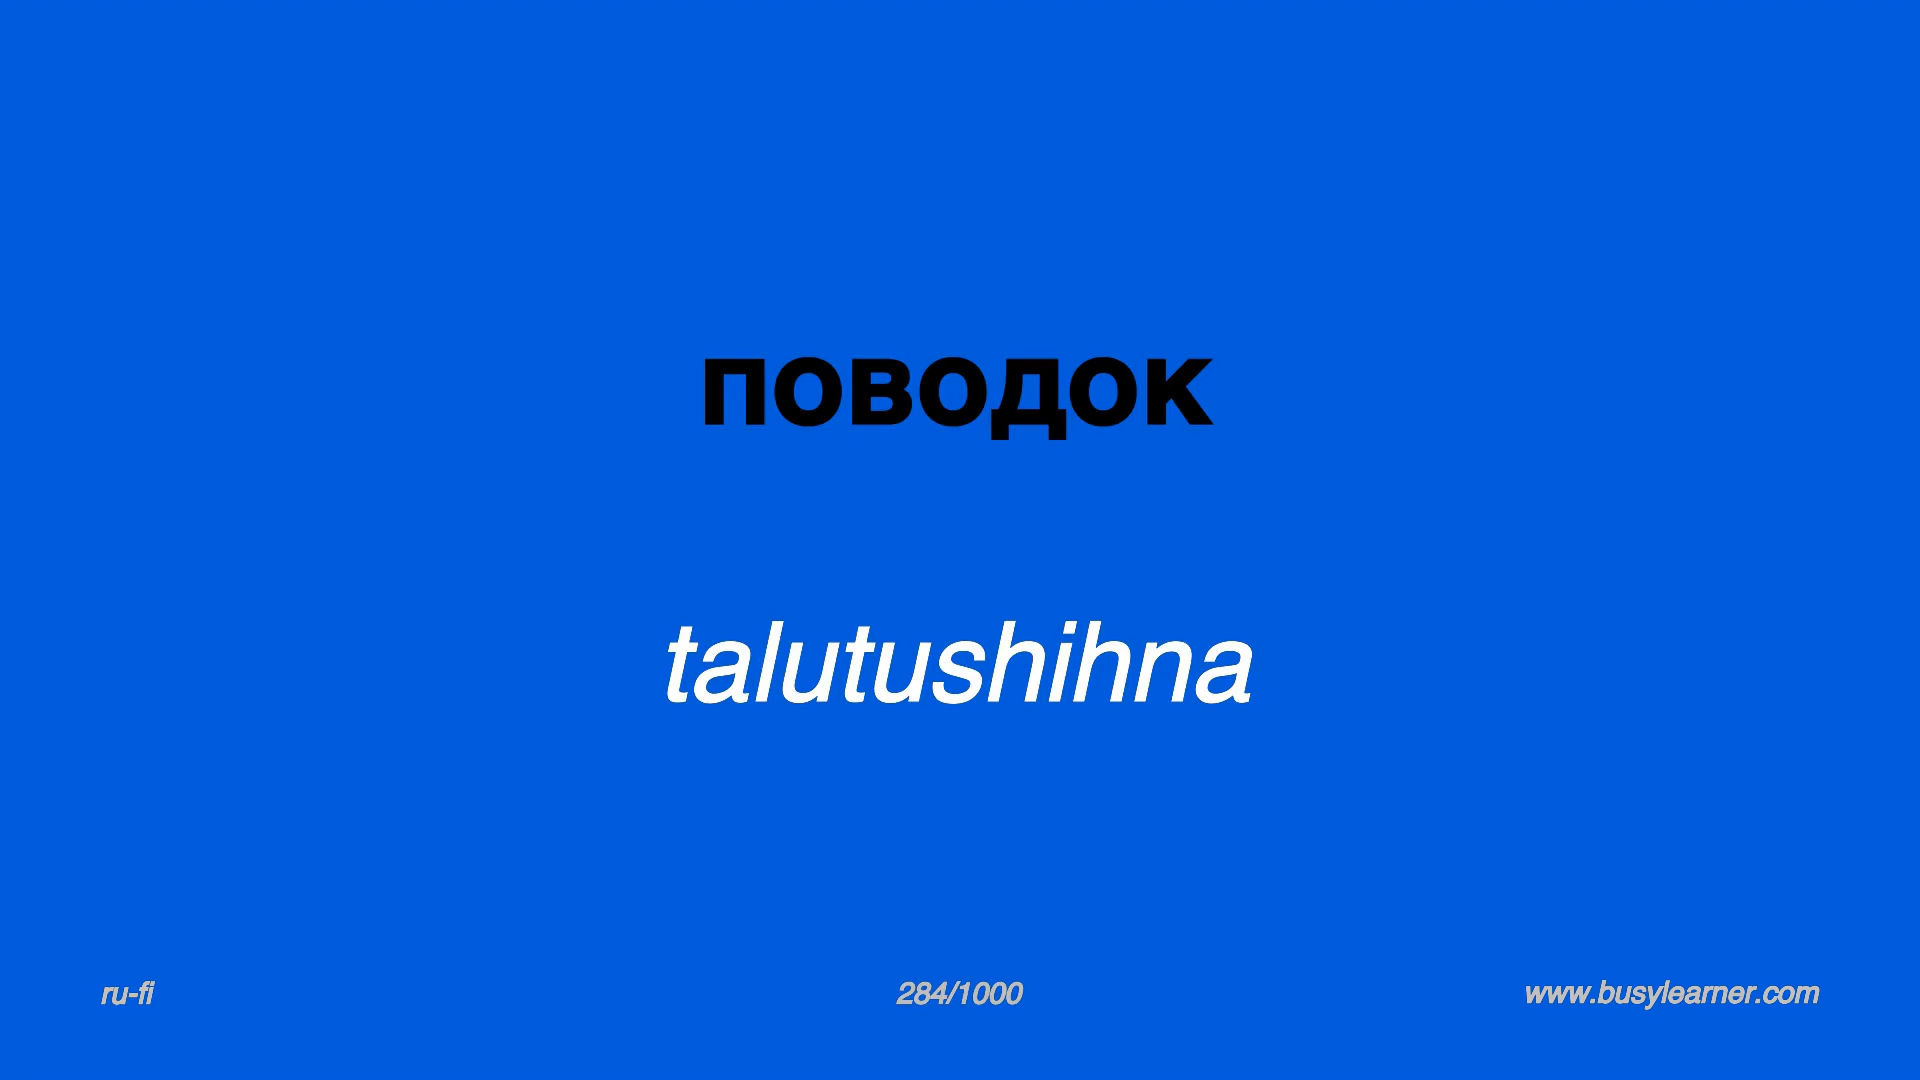 поводок
talutushihna
ru-fi
284/1000
www.busylearner.com